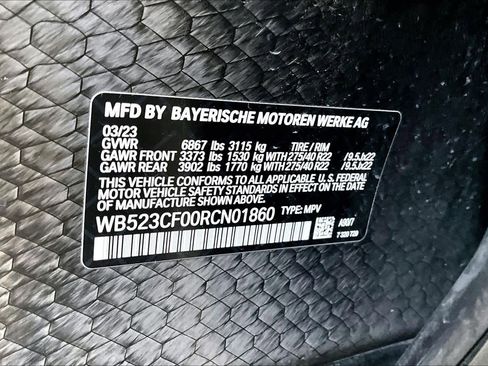 MFD BY BAYERISCHE MOTOREN WERKE AG
03/23
GVWR 6867 lbs 3115 kg TIRE / RIM
GAWR FRONT 3373 lbs 1530 kg WITH 275/40 R22 / 9.5Jx22
GAWR REAR 3902 lbs 1770 kg WITH 275/40 R22 / 9.5Jx22
THIS VEHICLE CONFORMS TO ALL APPLICABLE U.S. FEDERAL
MOTOR VEHICLE SAFETY STANDARDS IN EFFECT ON THE
DATE OF MANUFACTURE SHOWN ABOVE.
WB523CF00RCN01860 TYPE: MPV
A90/7